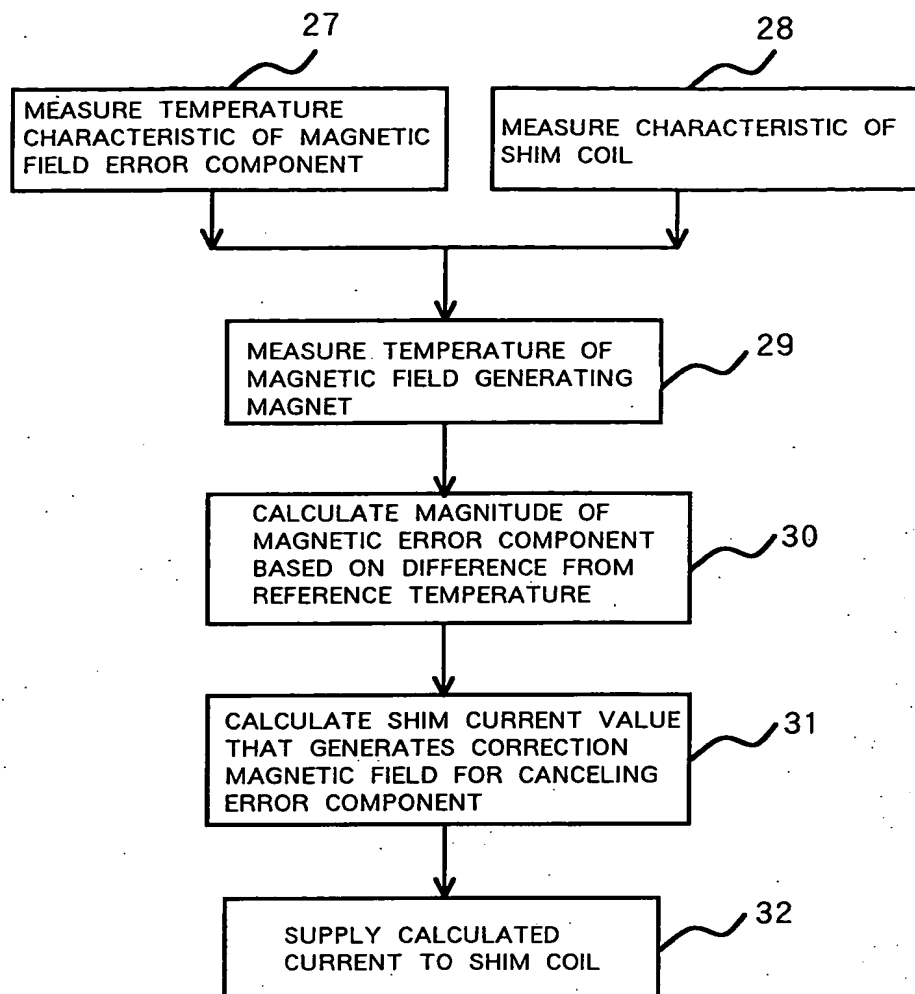 27
28
MEASURE TEMPERATURE
CHARACTERISTIC OF MAGNETIC
FIELD ERROR COMPONENT
MEASURE CHARACTERISTIC OF
SHIM COIL
MEASURE TEMPERATURE OF
MAGNETIC FIELD GENERATING
MAGNET
29
CALCULATE MAGNITUDE OF
MAGNETIC ERROR COMPONENT
BASED ON DIFFERENCE FROM
REFERENCE TEMPERATURE
30
CALCULATE SHIM CURRENT VALUE
THAT GENERATES CORRECTION
MAGNETIC FIELD FOR CANCELING
ERROR COMPONENT
31
SUPPLY CALCULATED
CURRENT TO SHIM COIL
32